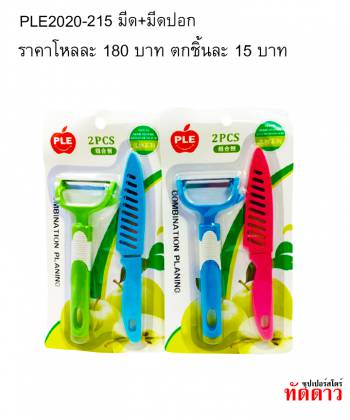 PLE2020-215 มีด+มีดปอก
ราคาโหลละ 180 บาท ตกชิ้นละ 15 บาท
PLE
2PCS
组合刨
COMBINATION PLANING
PLE
2PCS
组合刨
COMBINATION PLANING
ซุปเปอร์สโตร์
ทัดดาว